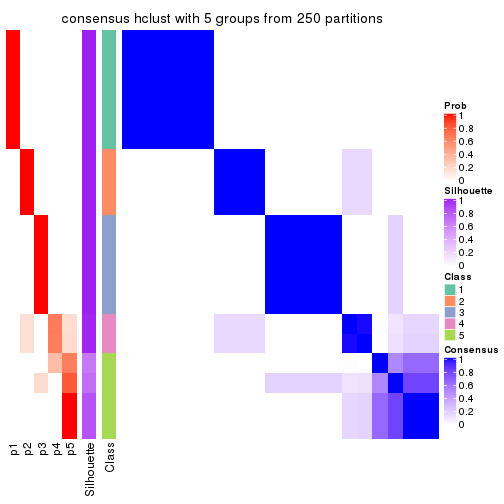 consensus hclust with 5 groups from 250 partitions
Prob
1
0.8
0.6
0.4
0.2
0
Silhouette
1
0.8
0.6
0.4
0.2
0
Class
1
2
3
4
5
Consensus
1
0.8
0.6
0.4
0.2
0
p1
p2
p3
p4
p5
Silhouette
Class